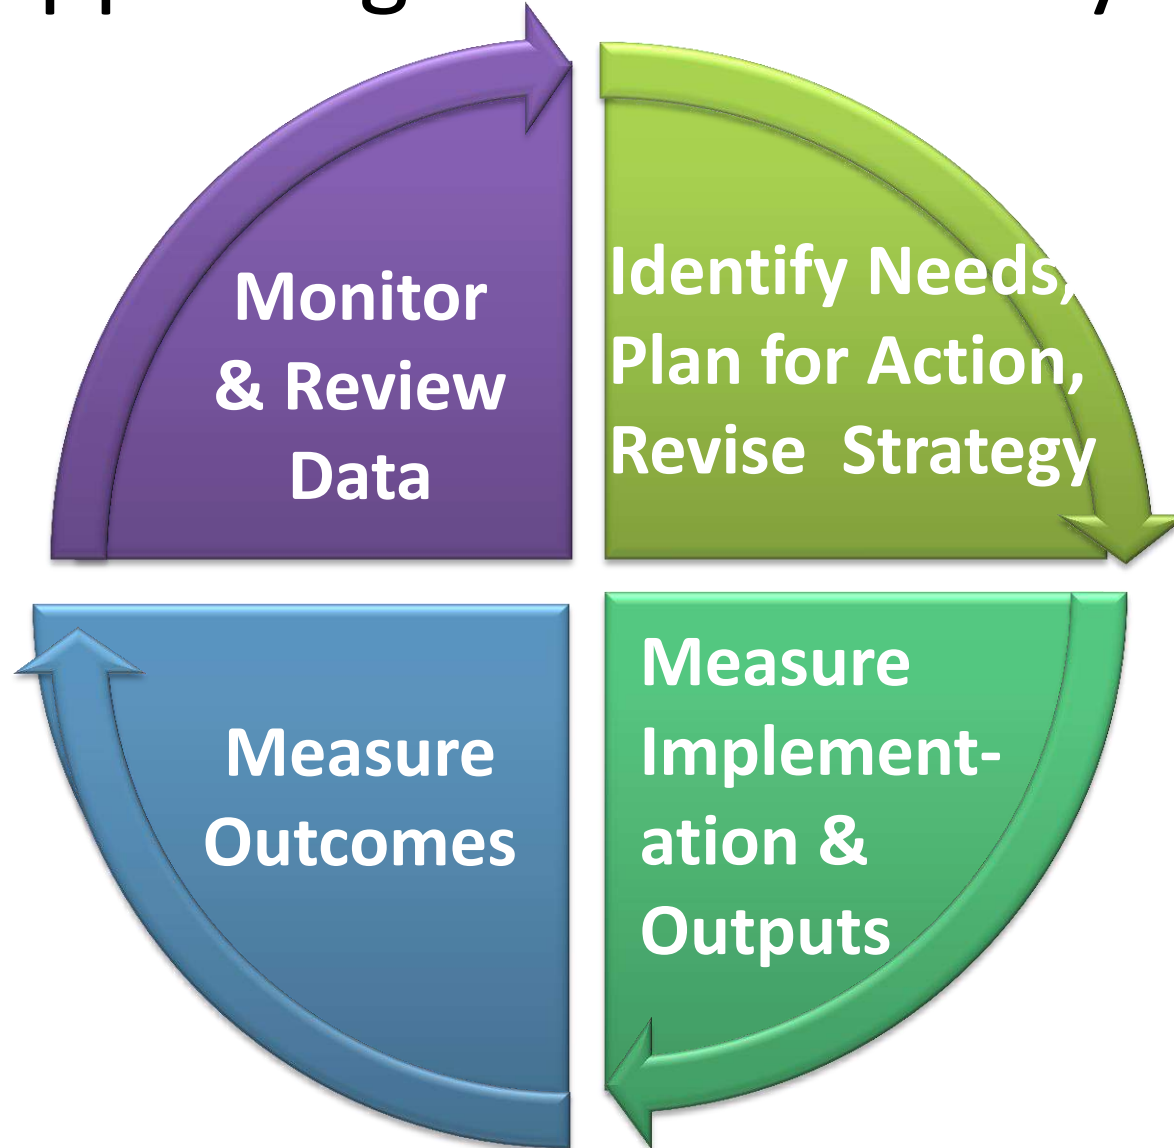 Monitor
& Review
Data
Identify Needs,
Plan for Action,
Revise  Strategy
Measure
Outcomes
Measure
Implement-
ation &
Outputs